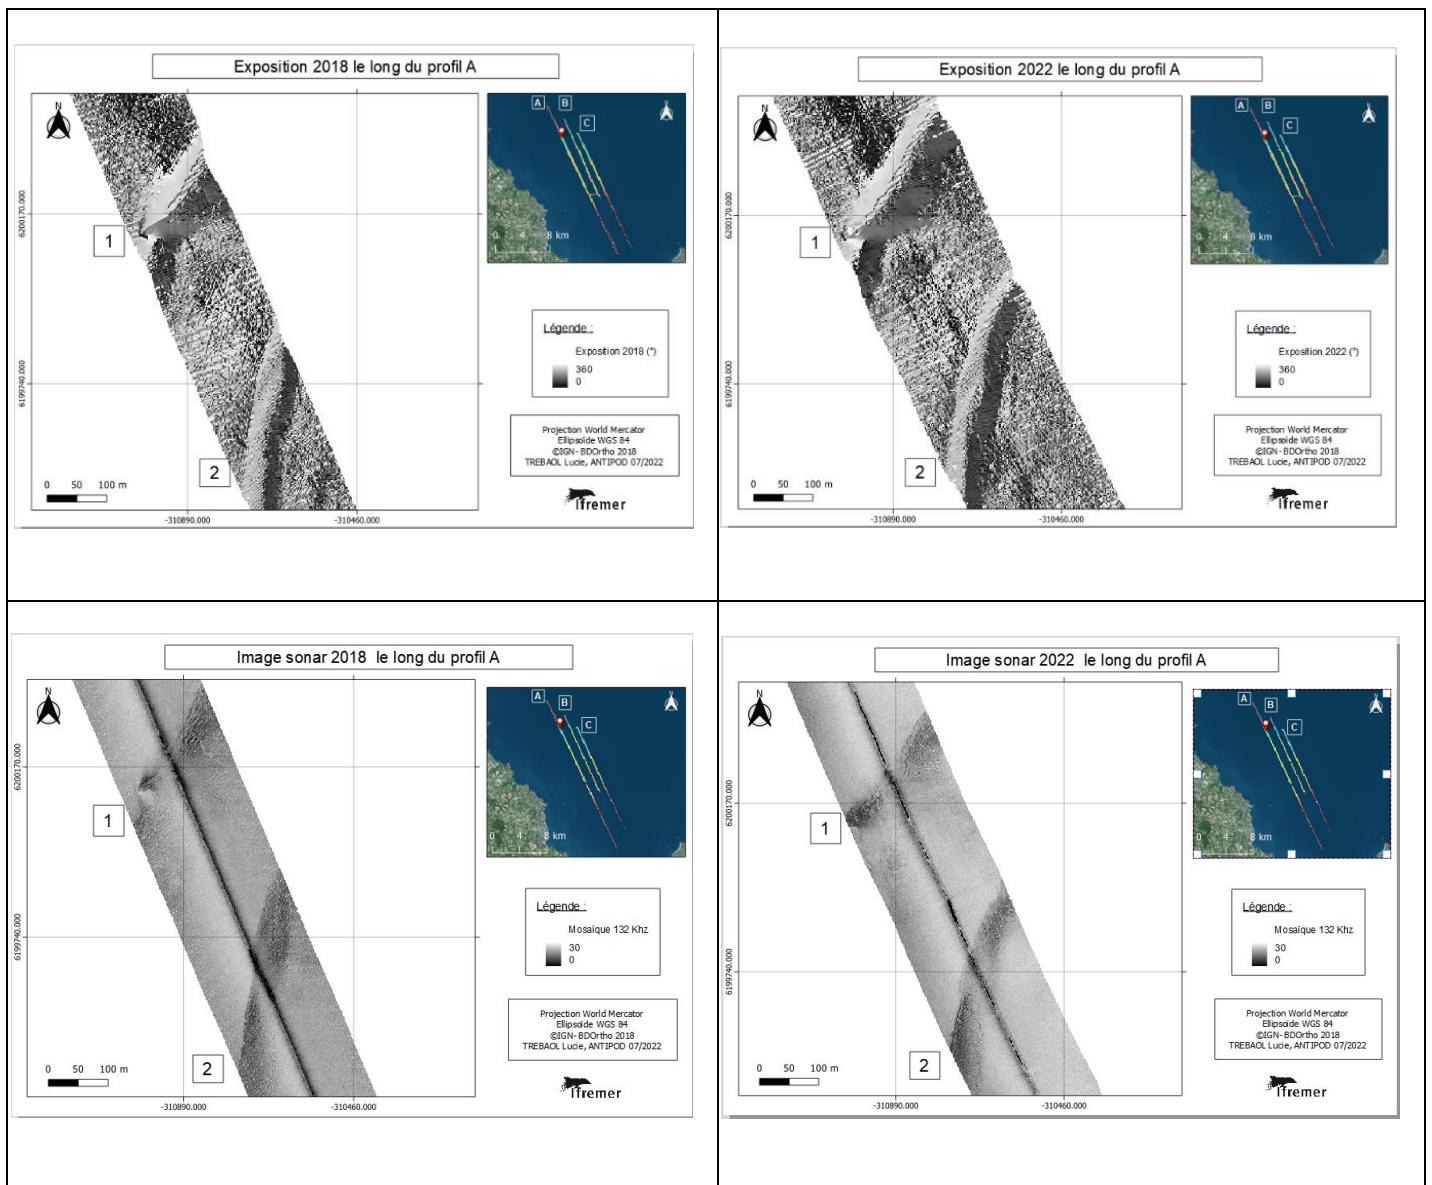 Exposition 2018 le long du profil A
N
6200170.000
6199740.000
1
2
0 50 100 m
-310890.000
-310460.000
A
B
C
N
0 4 8 km
Légende :
Exposition 2018 (°)
360
0
Projection World Mercator
Ellipsoïde WGS 84
©IGN-BDOrtho 2018
TREBAOL Lucie, ANTIPOD 07/2022
Ifremer
Exposition 2022 le long du profil A
N
6200170.000
6199740.000
1
2
0 50 100 m
-310890.000
-310460.000
A
B
C
N
0 4 8 km
Légende :
Exposition 2022 (°)
360
0
Projection World Mercator
Ellipsoïde WGS 84
©IGN-BDOrtho 2018
TREBAOL Lucie, ANTIPOD 07/2022
Ifremer
Image sonar 2018 le long du profil A
N
6200170.000
6199740.000
1
2
0 50 100 m
-310890.000
-310460.000
A
B
C
N
0 4 8 km
Légende :
Mosaïque 132 Khz
30
0
Projection World Mercator
Ellipsoïde WGS 84
©IGN-BDOrtho 2018
TREBAOL Lucie, ANTIPOD 07/2022
Ifremer
Image sonar 2022 le long du profil A
N
6200170.000
6199740.000
1
2
0 50 100 m
-310890.000
-310460.000
A
B
C
N
0 4 8 km
Légende :
Mosaïque 132 Khz
30
0
Projection World Mercator
Ellipsoïde WGS 84
©IGN-BDOrtho 2018
TREBAOL Lucie, ANTIPOD 07/2022
Ifremer